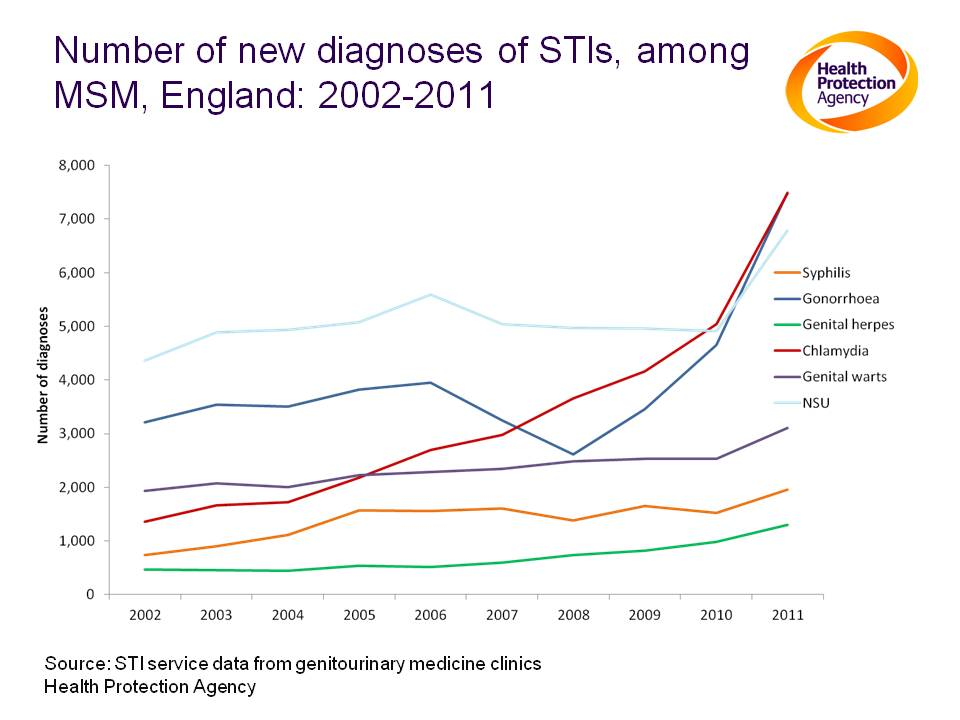 Number of new diagnoses of STIs, among
MSM, England: 2002-2011
Health
Protection
Agency
8,000
7,000
6,000
5,000
4,000
3,000
2,000
1,000
0
Number of diagnoses
2002 2003 2004 2005 2006 2007 2008 2009 2010 2011
Syphilis
Gonorrhoea
Genital herpes
Chlamydia
Genital warts
NSU
Source: STI service data from genitourinary medicine clinics
Health Protection Agency